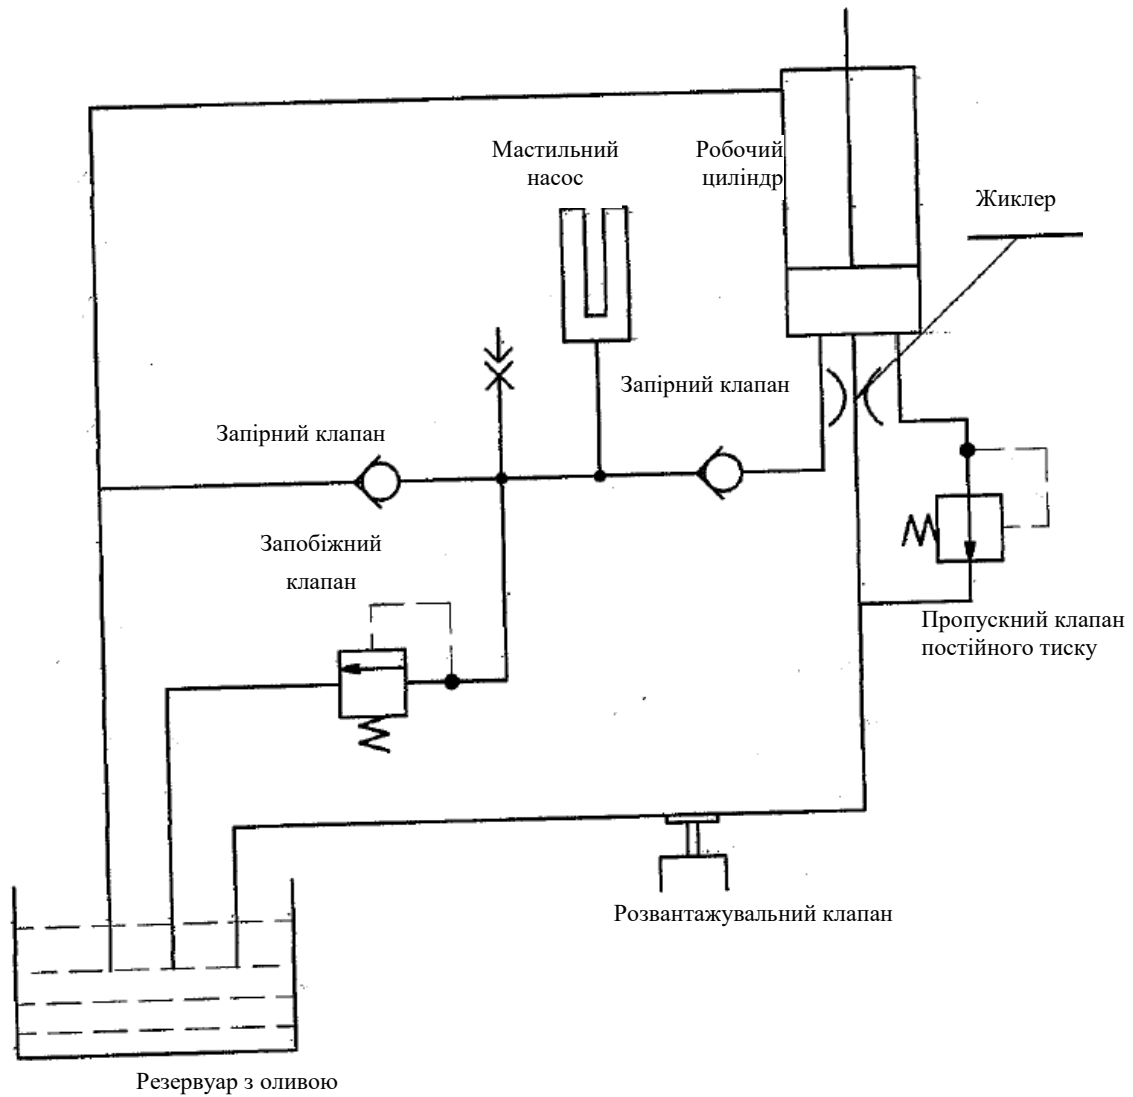 Мастильний
насос
Робочий
циліндр
Жиклер
Запірний клапан
Запірний клапан
Запобіжний
клапан
Пропускний клапан
постійного тиску
Розвантажувальний клапан
Резервуар з оливою